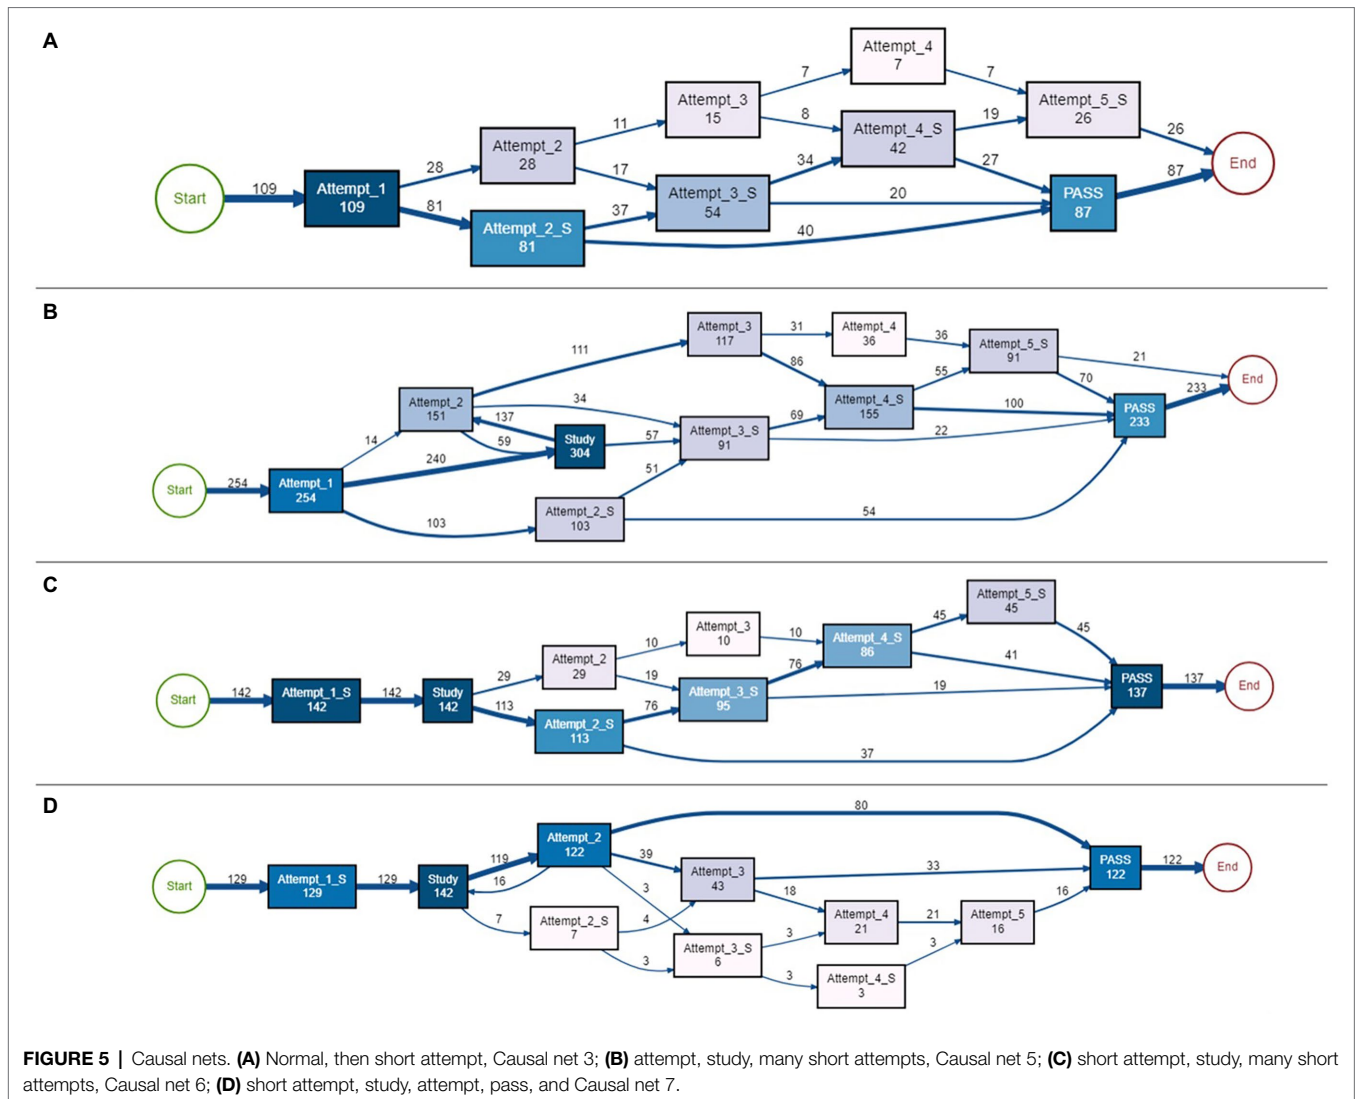 A
Start
109
Attempt_1
109
28
81
Attempt_2
28
Attempt_2_S
81
11
17
37
40
Attempt_3
15
Attempt_3_S
54
7
8
34
20
Attempt_4
7
Attempt_4_S
42
7
19
27
Attempt_5_S
26
PASS
87
26
87
End
B
Start
254
Attempt_1
254
14
240
103
Attempt_2
151
111
34
137
59
Study
304
57
Attempt_2_S
103
51
54
Attempt_3
117
Attempt_3_S
91
31
86
69
22
Attempt_4
36
Attempt_4_S
155
36
55
100
Attempt_5_S
91
21
70
PASS
233
233
End
C
Start
142
Attempt_1_S
142
142
Study
142
29
113
Attempt_2
29
Attempt_2_S
113
10
19
76
37
Attempt_3
10
Attempt_3_S
95
10
76
19
Attempt_4_S
86
45
41
Attempt_5_S
45
45
PASS
137
137
End
D
Start
129
Attempt_1_S
129
129
Study
142
119
16
7
Attempt_2
122
Attempt_2_S
7
80
39
3
4
3
Attempt_3
43
Attempt_3_S
6
33
18
3
3
Attempt_4
21
Attempt_4_S
3
21
3
Attempt_5
16
16
PASS
122
122
End
FIGURE 5 | Causal nets. (A) Normal, then short attempt, Causal net 3; (B) attempt, study, many short attempts, Causal net 5; (C) short attempt, study, many short
attempts, Causal net 6; (D) short attempt, study, attempt, pass, and Causal net 7.